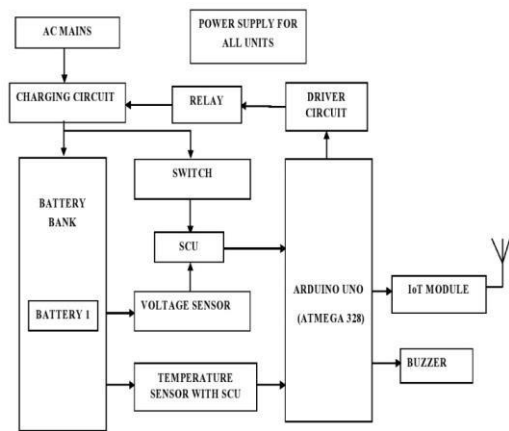 AC MAINS
POWER SUPPLY FOR
ALL UNITS
CHARGING CIRCUIT
RELAY
DRIVER
CIRCUIT
SWITCH
BATTERY
BANK
SCU
ARDUINO UNO
(ATMEGA 328)
IoT MODULE
BATTERY 1
VOLTAGE SENSOR
TEMPERATURE
SENSOR WITH SCU
BUZZER